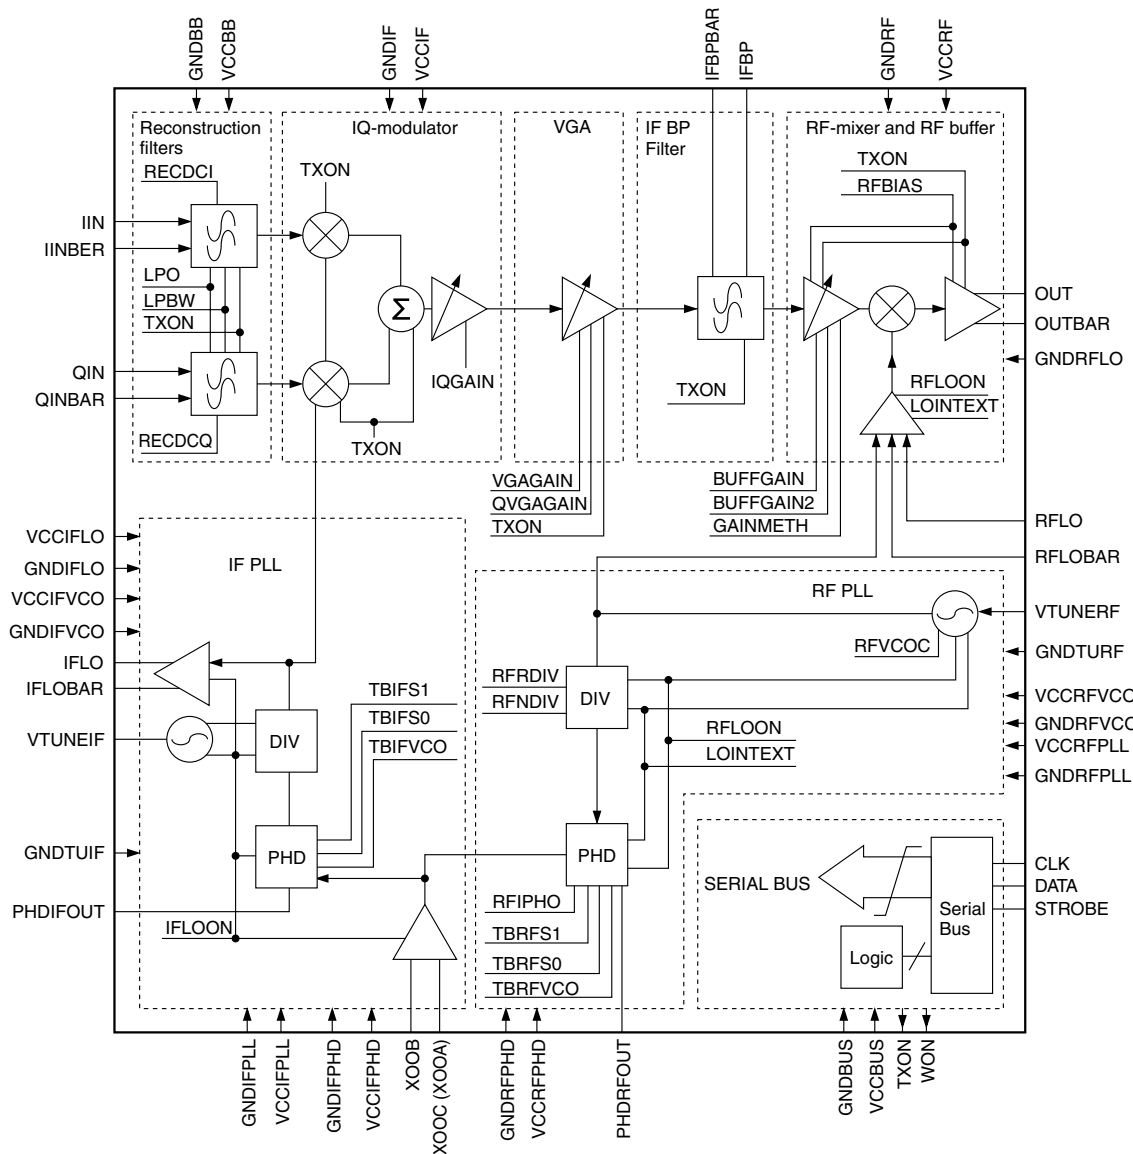 GNDBB
VCCBB
GNDIF
VCCIF
IFBPBAR
IFBP
GNDRF
VCCRF
Reconstruction
filters
IQ-modulator
VGA
IF BP
Filter
RF-mixer and RF buffer
RECDCI
TXON
TXON
RFBIAS
IIN
IINBER
LPO
LPBW
TXON
Σ
OUT
OUTBAR
GNDRFLO
QIN
QINBAR
IQGAIN
TXON
RFLOON
LOINTEXT
RECDCQ
TXON
VGAGAIN
QVGAGAIN
TXON
BUFFGAIN
BUFFGAIN2
GAINMETH
RFLO
RFLOBAR
VCCIFLO
GNDIFLO
VCCIFVCO
GNDIFVCO
IFLO
IFLOBAR
VTUNEIF
GNDTUIF
PHDIFOUT
IF PLL
TBIFS1
TBIFS0
TBIFVCO
DIV
PHD
IFLOON
RF PLL
RFVCOC
RFRDIV
RFNDIV
DIV
RFLOON
LOINTEXT
PHD
RFIPHO
TBRFS1
TBRFS0
TBRFVCO
VTUNERF
GNDTURF
VCCRFVCO
GNDRFVCO
VCCRFPLL
GNDRFPLL
SERIAL BUS
Serial
Bus
Logic
CLK
DATA
STROBE
GNDIFPLL
VCCIFPLL
GNDIFPHD
VCCIFPHD
XOOB
XOOC (XOOA)
GNDRFPHD
VCCRFPHD
PHDRFOUT
GNDBUS
VCCBUS
TXON
WON